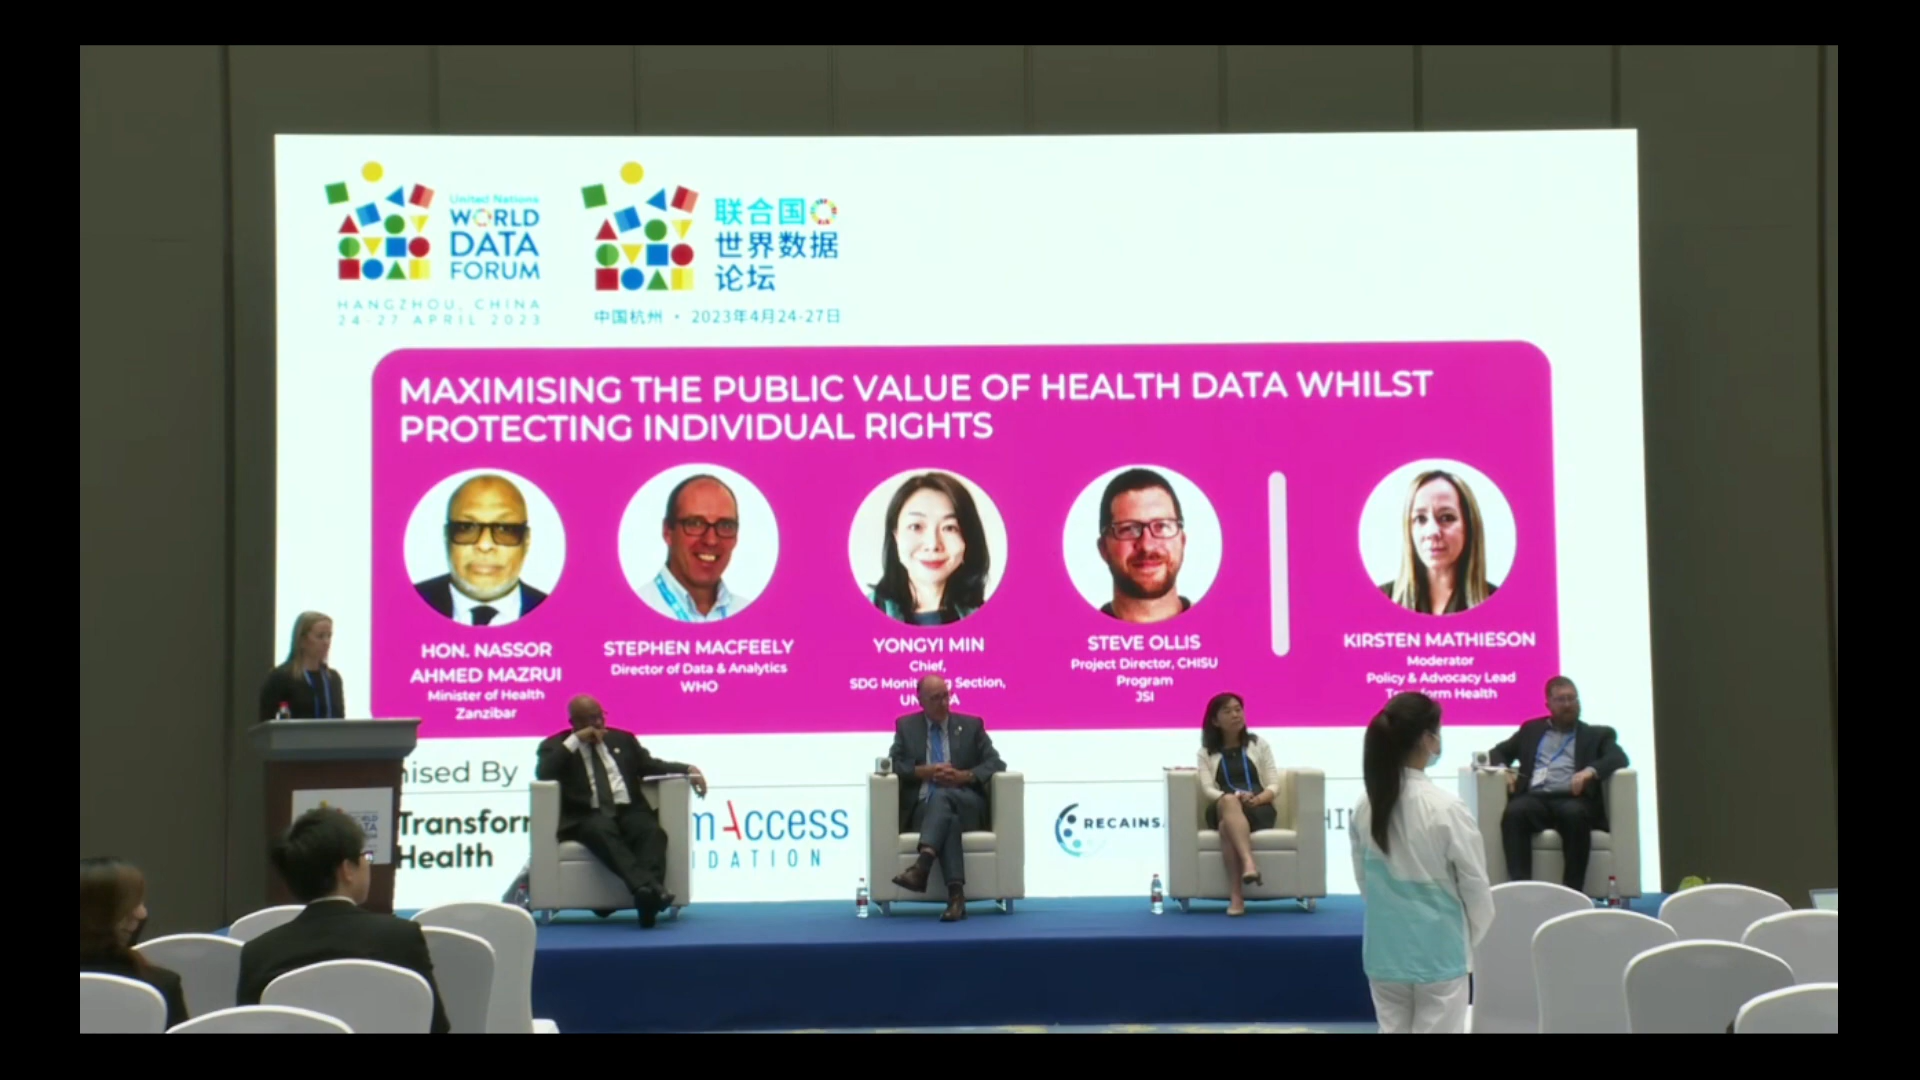 United Nations
WORLD
DATA
FORUM
HANGZHOU, CHINA
24-27 APRIL 2023
联合国
世界数据
论坛
中国杭州 · 2023年4月24-27日
MAXIMISING THE PUBLIC VALUE OF HEALTH DATA WHILST
PROTECTING INDIVIDUAL RIGHTS
HON. NASSOR
AHMED MAZRUI
Minister of Health
Zanzibar
STEPHEN MACFEELY
Director of Data & Analytics
WHO
YONGYI MIN
Chief,
SDG Section,
STEVE OLLIS
Project Director, CHISU
Program
JSI
KIRSTEN MATHIESON
Moderator
Policy & Advocacy Lead
Transform Health
By
Health
RECAINSA